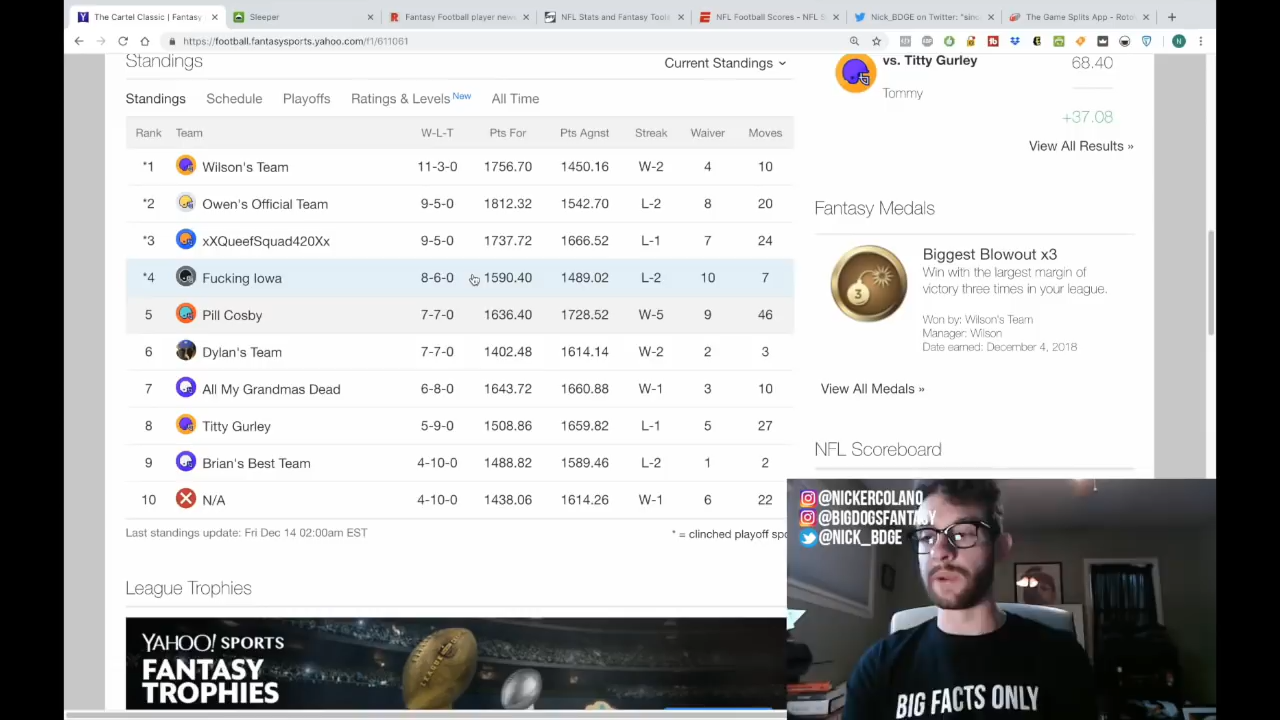 The Cartel Classic | Fantasy
Sleeper
Fantasy Football player news
NFL Stats and Fantasy Tools
NFL Football Scores - NFL S
Nick_BDGE on Twitter: "sinc
The Game Splits App - Roto
https://football.fantasysports.yahoo.com/f1/611061
N
Standings
Current Standings
Standings Schedule Playoffs Ratings & Levels New All Time
Rank Team W-L-T Pts For Pts Agnst Streak Waiver Moves
*1 Wilson's Team 11-3-0 1756.70 1450.16 W-2 4 10
*2 Owen's Official Team 9-5-0 1812.32 1542.70 L-2 8 20
*3 xXQueefSquad420Xx 9-5-0 1737.72 1666.52 L-1 7 24
*4 Fucking Iowa 8-6-0 1590.40 1489.02 L-2 10 7
5 Pill Cosby 7-7-0 1636.40 1728.52 W-5 9 46
6 Dylan's Team 7-7-0 1402.48 1614.14 W-2 2 3
7 All My Grandmas Dead 6-8-0 1643.72 1660.88 W-1 3 10
8 Titty Gurley 5-9-0 1508.86 1659.82 L-1 5 27
9 Brian's Best Team 4-10-0 1488.82 1589.46 L-2 1 2
10 N/A 4-10-0 1438.06 1614.26 W-1 6 22
Last standings update: Fri Dec 14 02:00am EST
* = clinched playoff spo
League Trophies
YAHOO! SPORTS
FANTASY
TROPHIES
vs. Titty Gurley 68.40
Tommy
+37.08
View All Results »
Fantasy Medals
3
Biggest Blowout x3
Win with the largest margin of
victory three times in your league.
Won by: Wilson's Team
Manager: Wilson
Date earned: December 4, 2018
View All Medals »
NFL Scoreboard
@NICKERCOLANO
@BIGDOGSFANTASY
@NICK_BDGE
BIG FACTS ONLY